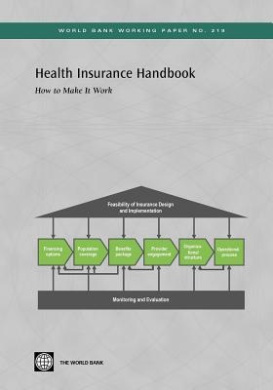 WORLD BANK WORKING PAPER NO. 219
Health Insurance Handbook
How to Make It Work
Feasibility of Insurance Design
and Implementation
Financing
options
Population
coverage
Benefits
package
Provider
engagement
Organiza-
tional
structure
Operational
process
Monitoring and Evaluation
THE WORLD BANK